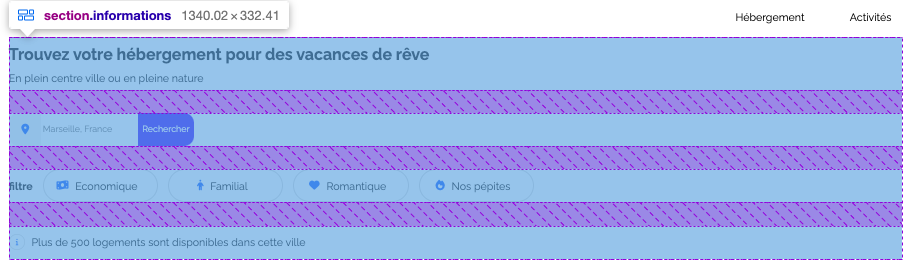 section.informations 1340.02 × 332.41
Hébergement Activités
Trouvez votre hébergement pour des vacances de rêve
En plein centre ville ou en pleine nature
Marseille, France Rechercher
filtre Economique Familial Romantique Nos pépites
Plus de 500 logements sont disponibles dans cette ville